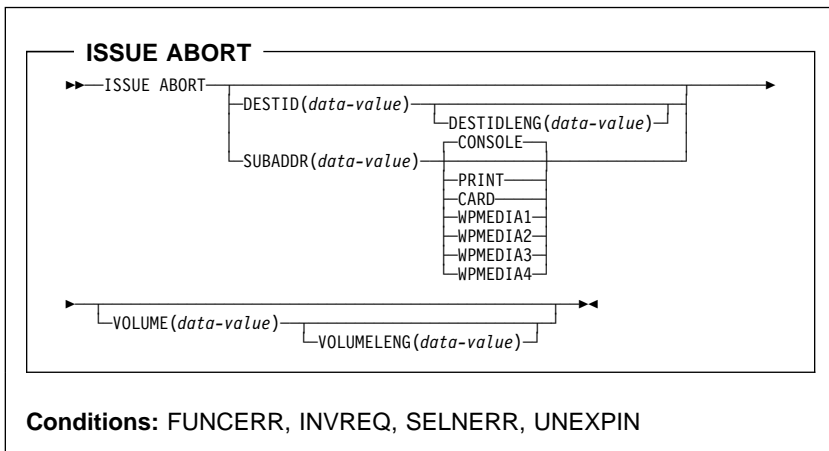 ISSUE ABORT
ISSUE ABORT
DESTID(data-value)
DESTIDLENG(data-value)
CONSOLE
SUBADDR(data-value)
PRINT
CARD
WPMEDIA1
WPMEDIA2
WPMEDIA3
WPMEDIA4
VOLUME(data-value)
VOLUMELENG(data-value)
Conditions: FUNCERR, INVREQ, SELNERR, UNEXPIN